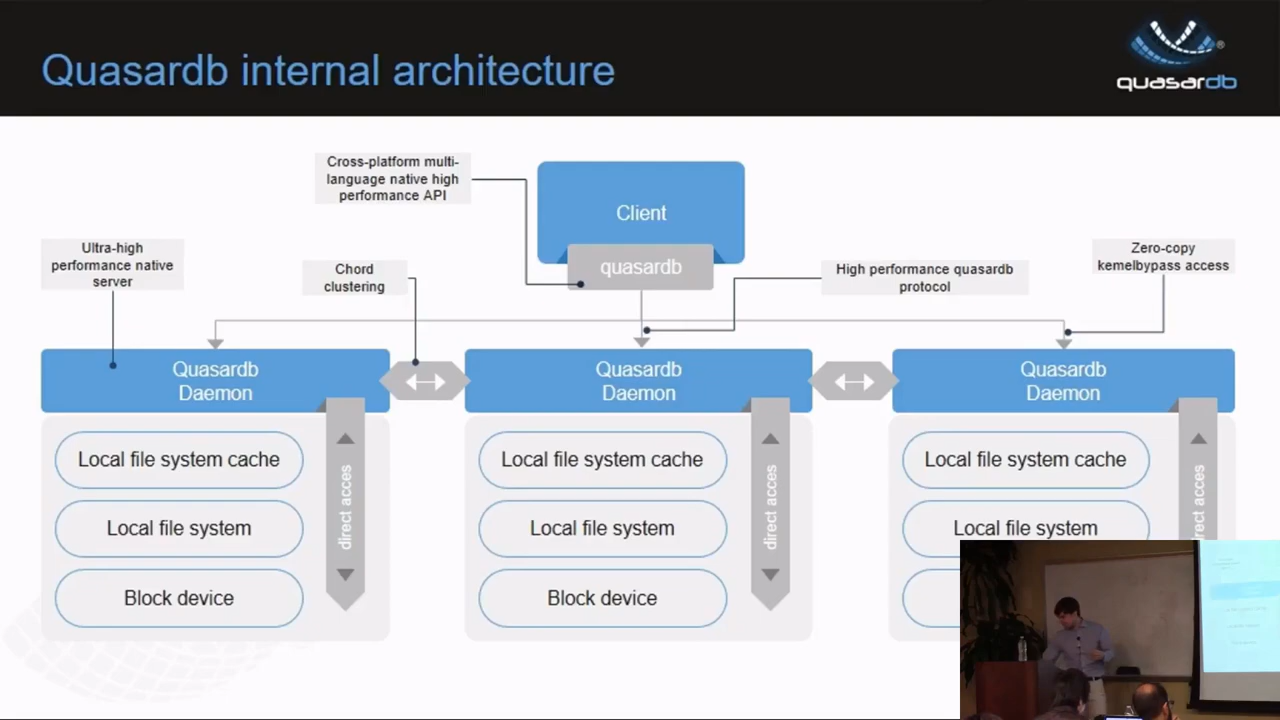 Quasardb internal architecture
quasardb
Cross-platform multi-
language native high
performance API
Client
quasardb
Ultra-high
performance native
server
Chord
clustering
High performance quasardb
protocol
Zero-copy
kernelbypass access
Quasardb
Daemon
Quasardb
Daemon
Quasardb
Daemon
Local file system cache
Local file system
Block device
direct acces
Local file system cache
Local file system
Block device
direct acces
Local file system cache
Local file system
direct acces